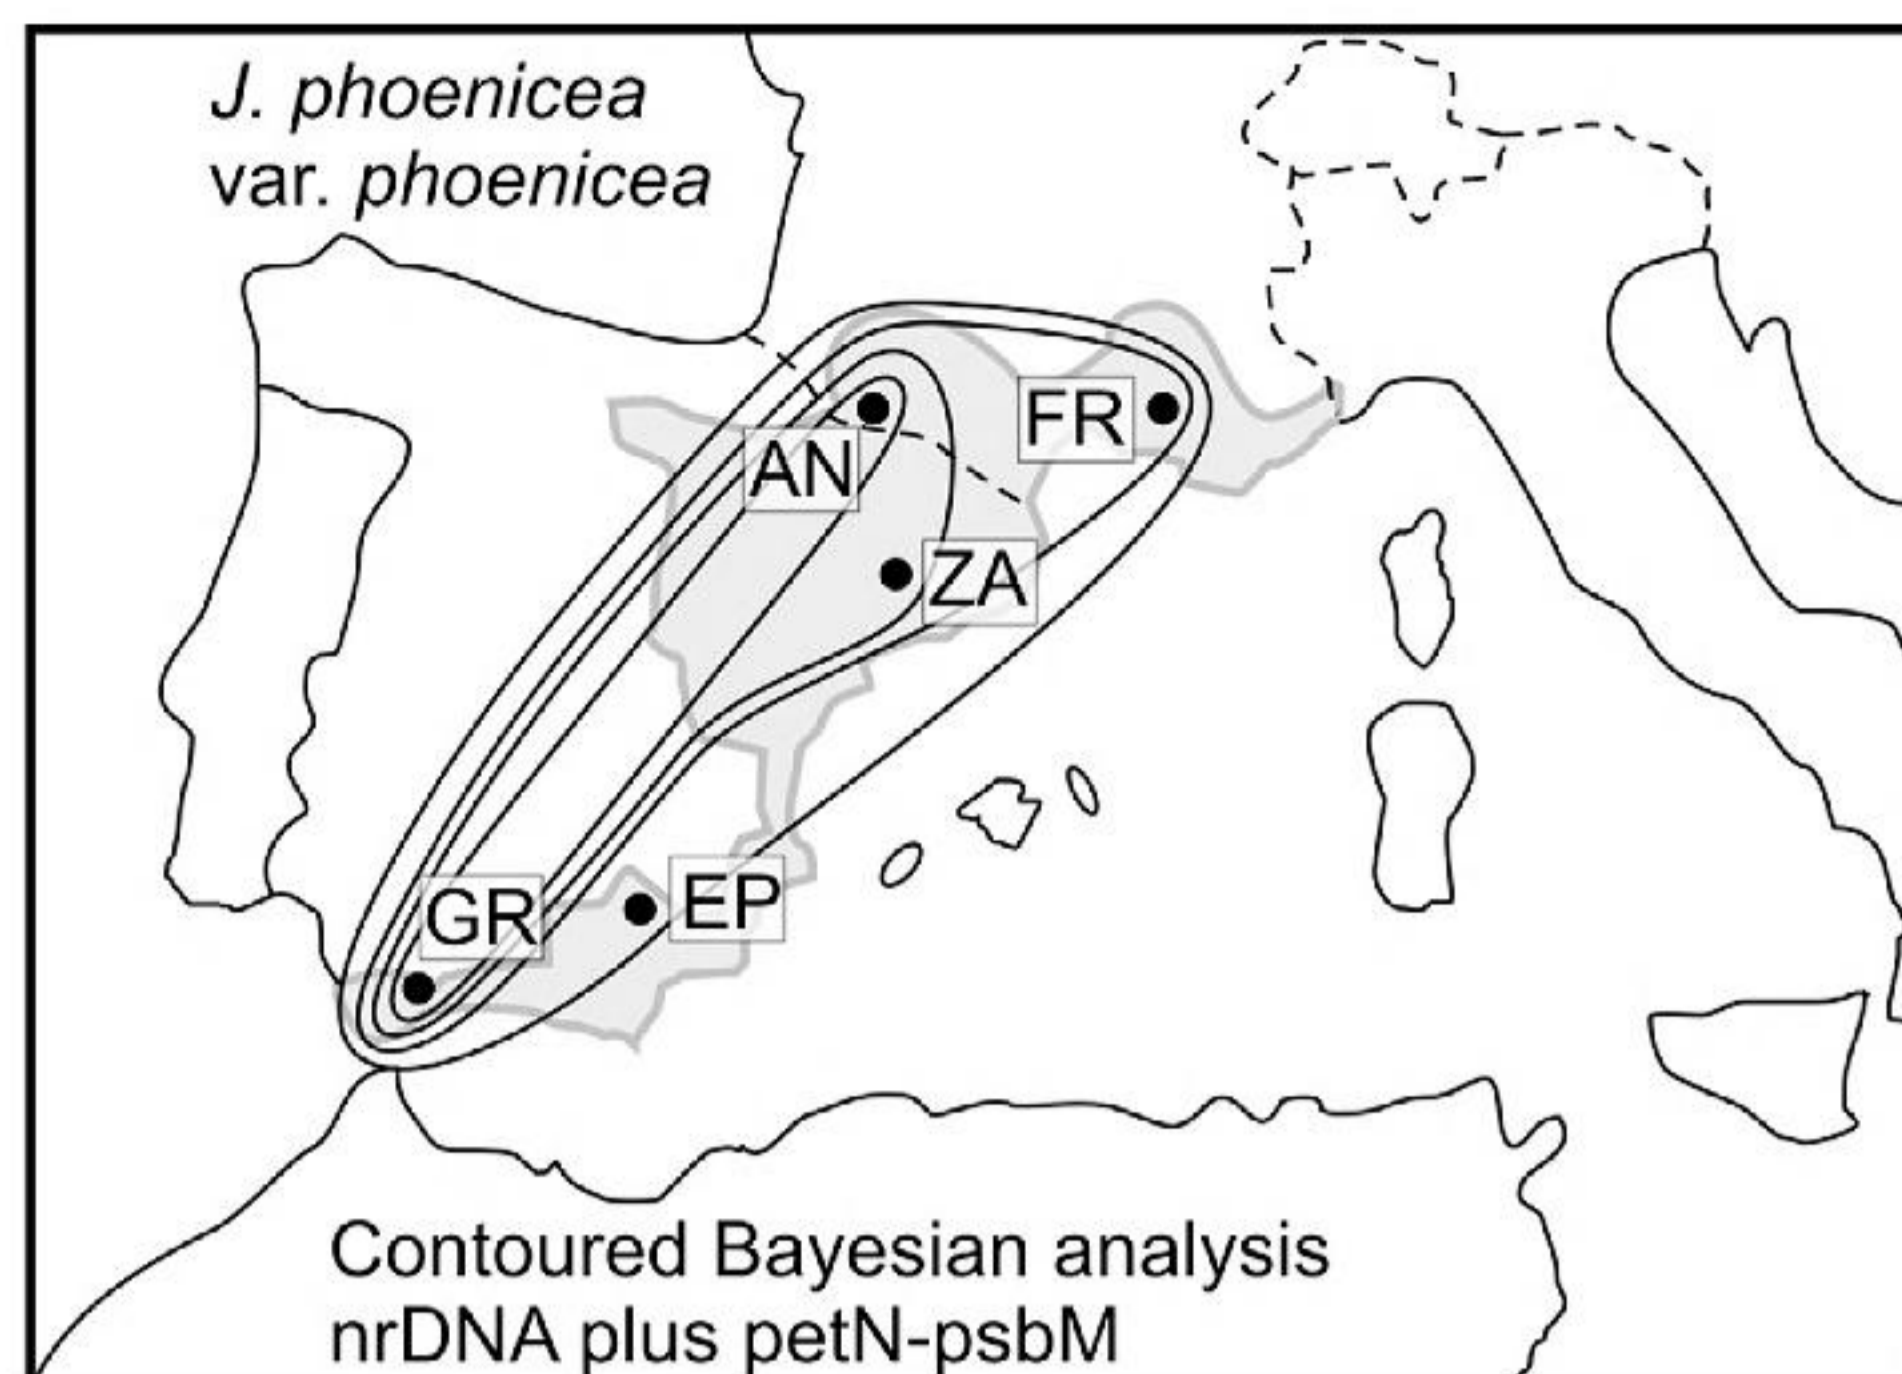 J. phoenicea
var. phoenicea
FR
AN
ZA
GR
EP
Contoured Bayesian analysis
nrDNA plus petN-psbM